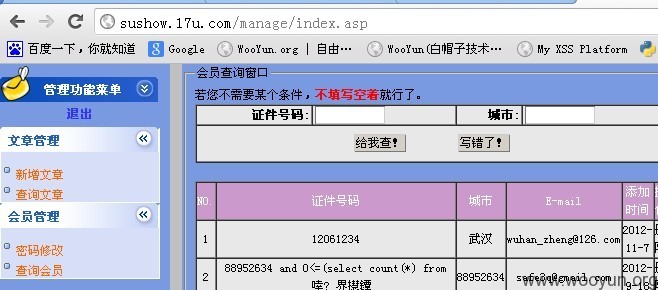 sushow.17u.com/manage/index.asp
百度一下，你就知道 Google WooYun.org | 自由… WooYun(白帽子技术… My XSS Platform
管理功能菜单
退出
文章管理
新增文章
查询文章
会员管理
密码修改
查询会员
会员查询窗口
若您不需要某个条件，不填写空着就行了。
证件号码: 城市:
给我查! 写错了!
NO. 证件号码 城市 E-mail 添加时间
1 12061234 武汉 wuhan_zheng@126.com 2012-11-7
2 88952634 and 0<=(select count(*) from 88952634 safe3q@gmail.com 2012-
www.wooyun.org